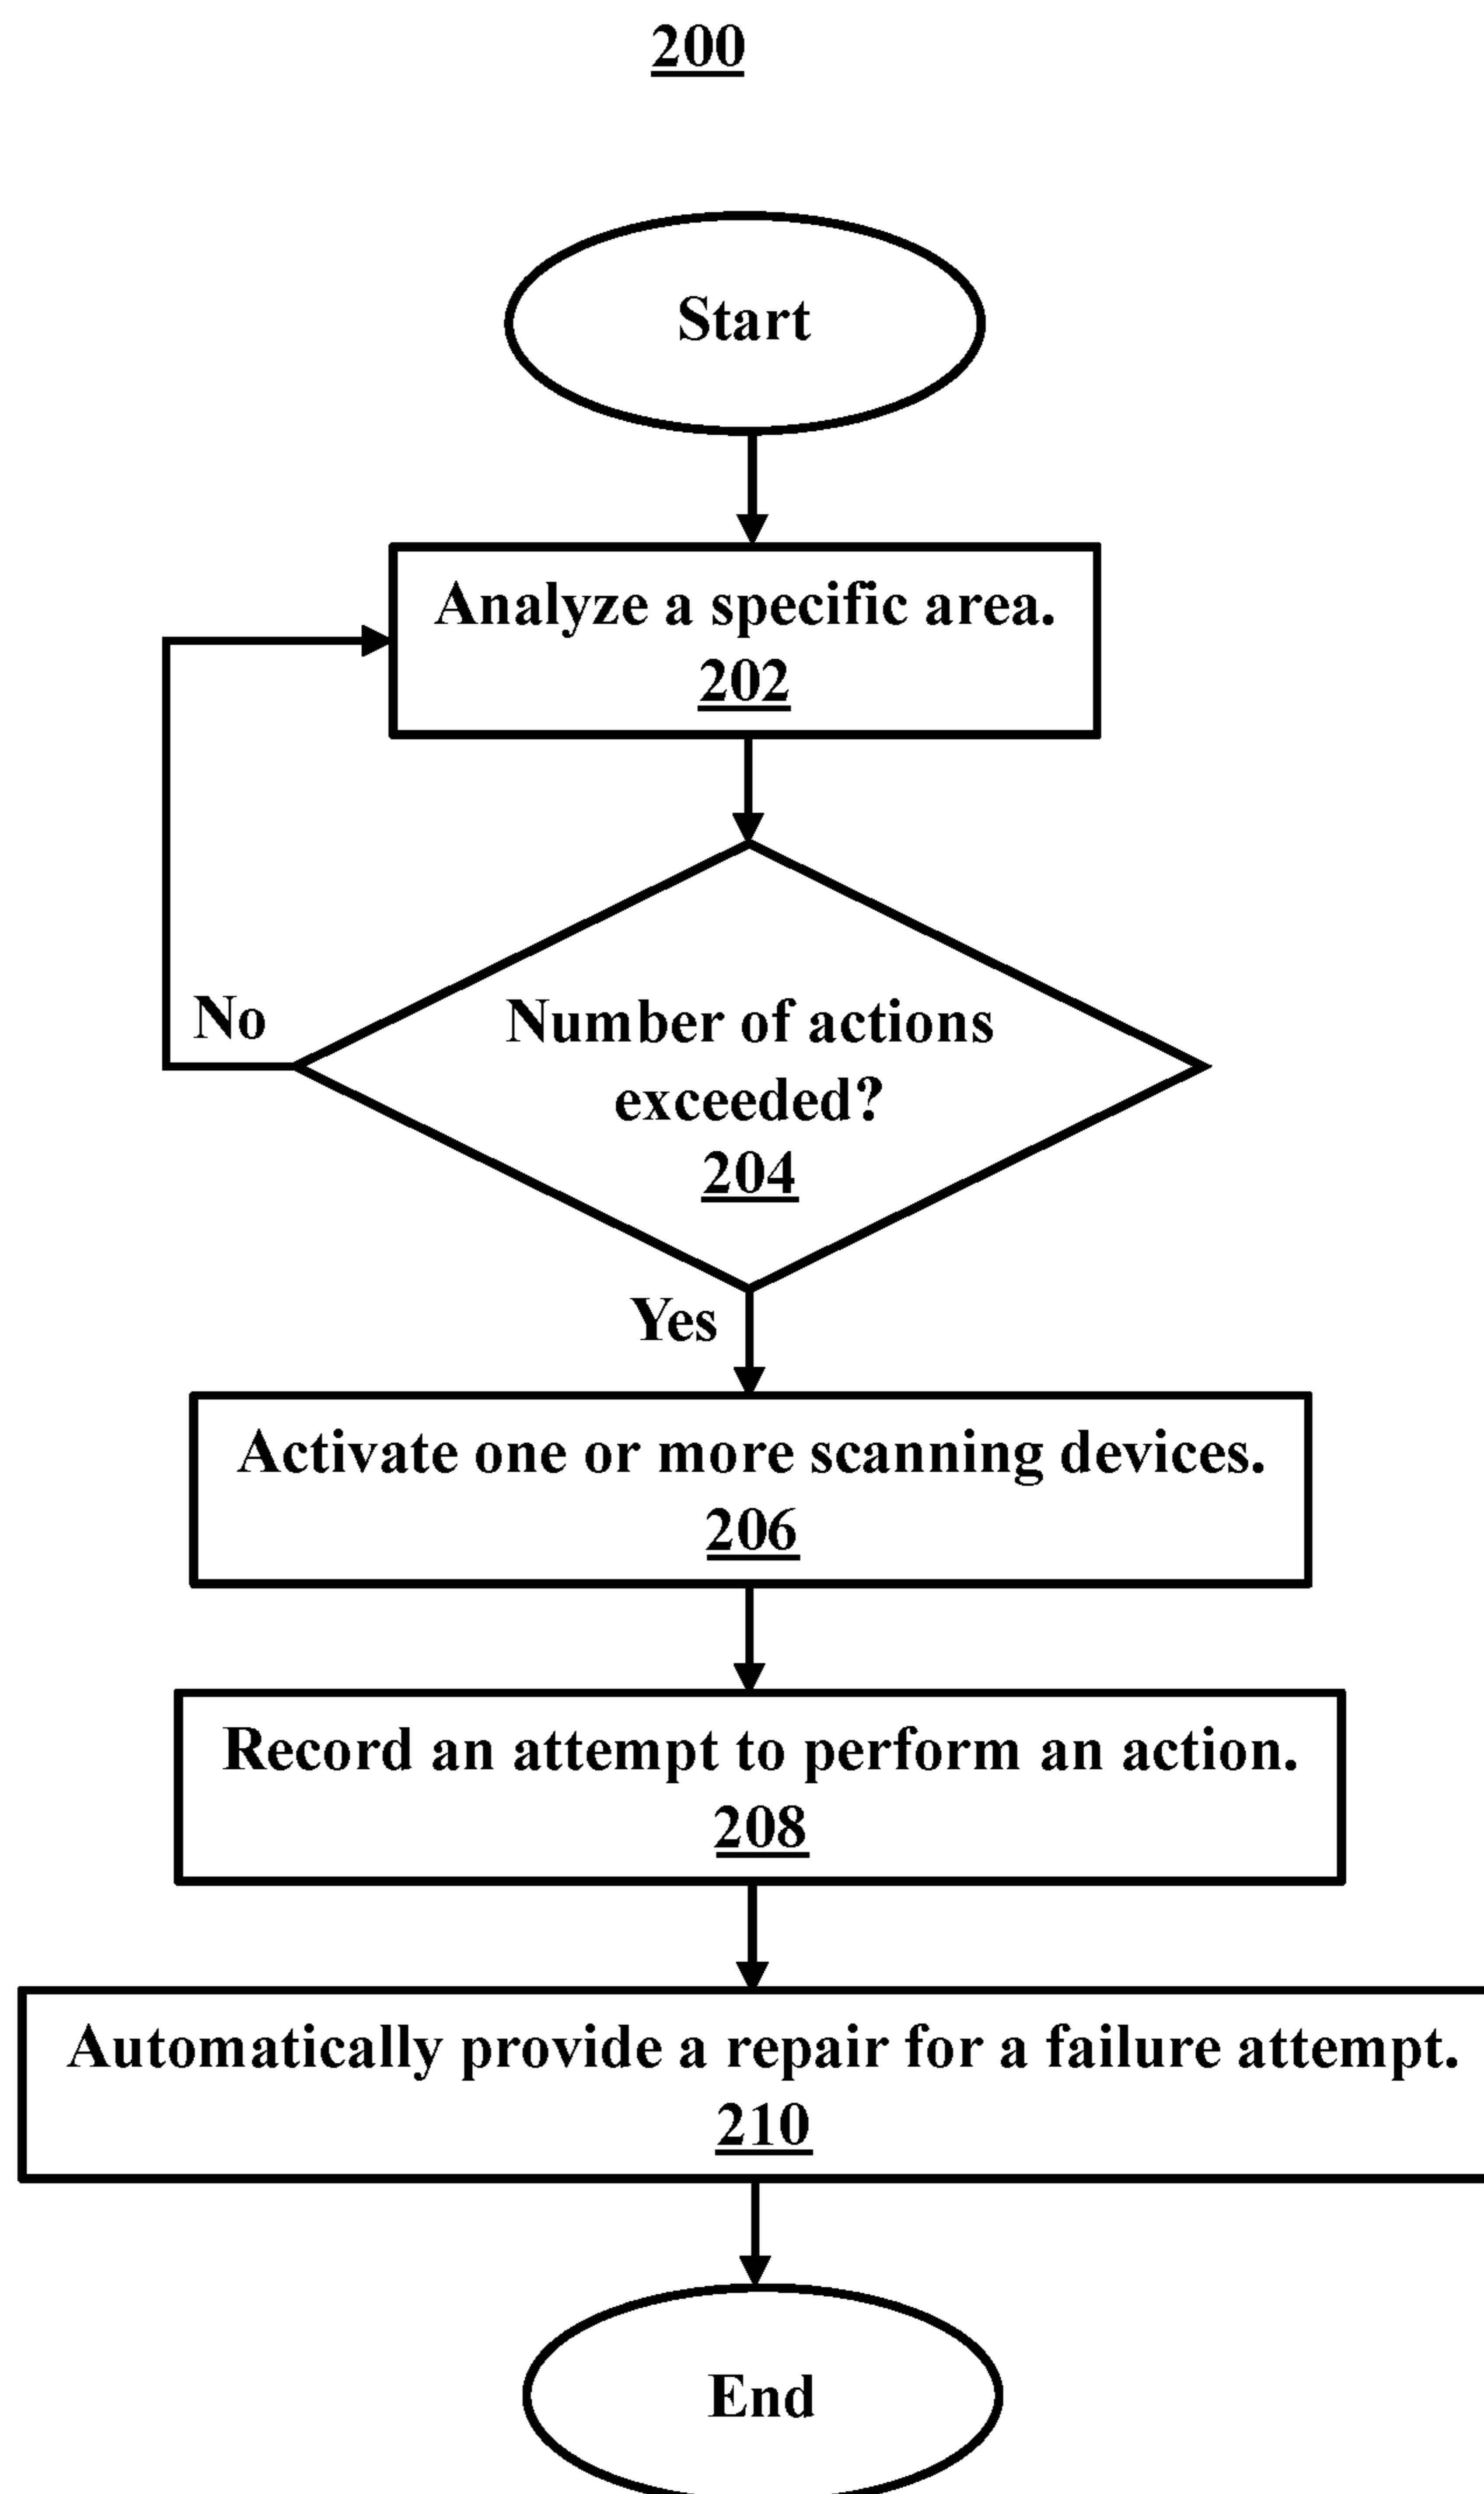 200
Start
Analyze a specific area.
202
Number of actions
exceeded?
204
No
Yes
Activate one or more scanning devices.
206
Record an attempt to perform an action.
208
Automatically provide a repair for a failure attempt.
210
End